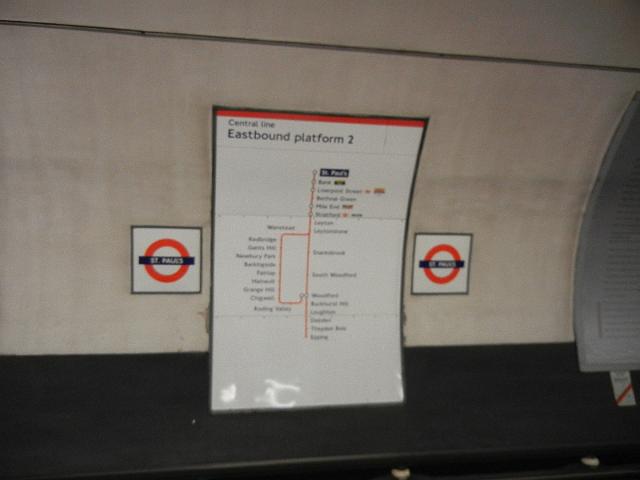 Central line
Eastbound platform 2
St. Paul's
Bank
Liverpool Street
Bethnal Green
Mile End
Stratford
Leyton
Leytonstone
Wanstead
Redbridge
Gants Hill
Newbury Park
Barkingside
Fairlop
Hainault
Grange Hill
Chigwell
Roding Valley
Snaresbrook
South Woodford
Woodford
Buckhurst Hill
Loughton
Debden
Theydon Bois
Epping
ST. PAUL'S
ST. PAUL'S